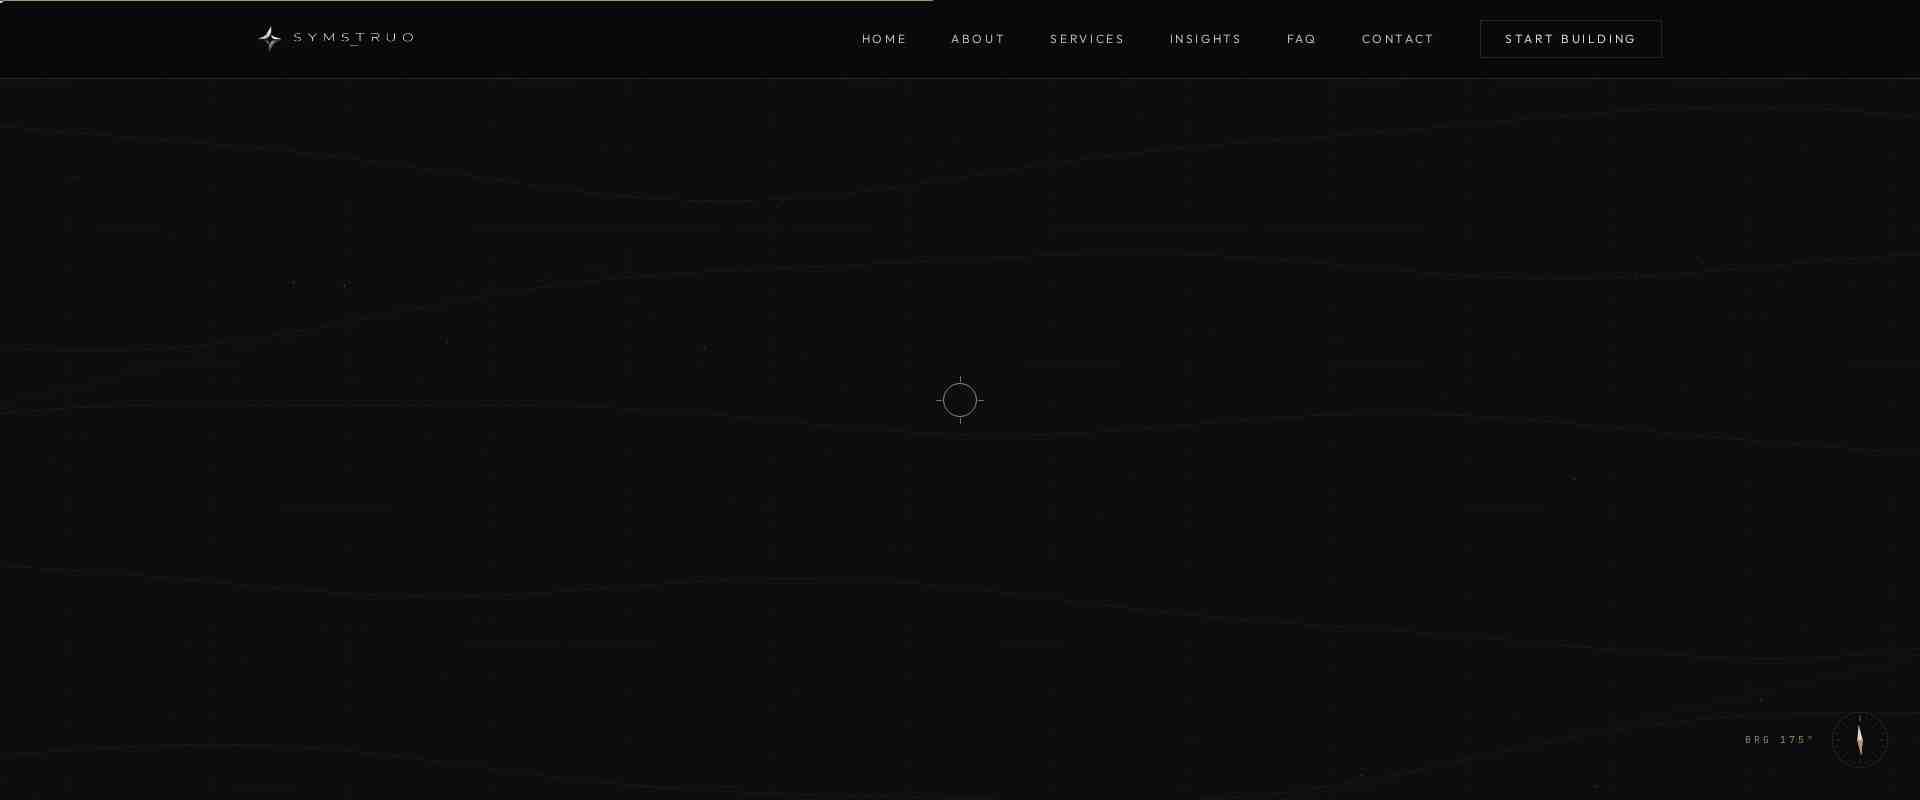 SYMSTRUO
HOME ABOUT SERVICES INSIGHTS FAQ CONTACT START BUILDING
BRG 175°